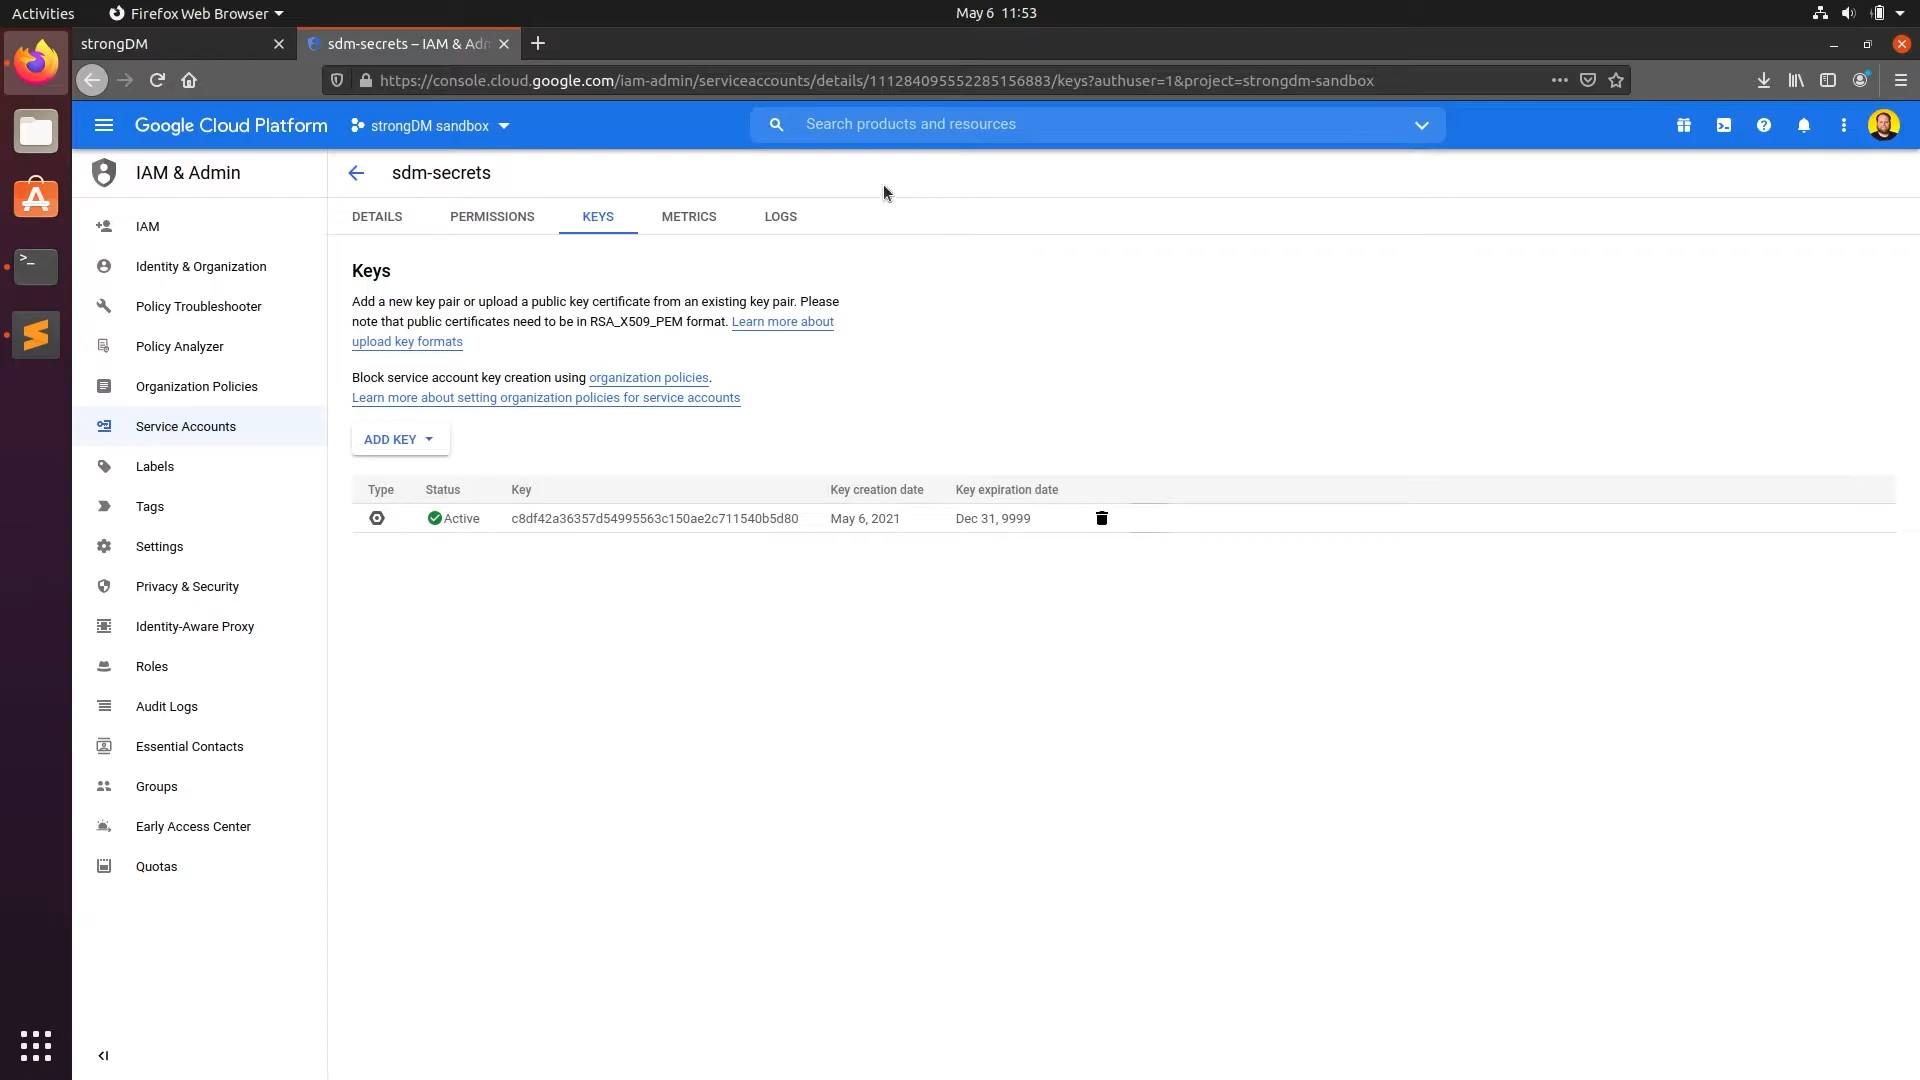 Activities
Firefox Web Browser
May 6 11:53
strongDM
sdm-secrets – IAM & Adm
https://console.cloud.google.com/iam-admin/serviceaccounts/details/111284095552285156883/keys?authuser=1&project=strongdm-sandbox
Google Cloud Platform
strongDM sandbox
Search products and resources
IAM & Admin
sdm-secrets
DETAILS
PERMISSIONS
KEYS
METRICS
LOGS
IAM
Identity & Organization
Policy Troubleshooter
Policy Analyzer
Organization Policies
Service Accounts
Labels
Tags
Settings
Privacy & Security
Identity-Aware Proxy
Roles
Audit Logs
Essential Contacts
Groups
Early Access Center
Quotas
Keys
Add a new key pair or upload a public key certificate from an existing key pair. Please
note that public certificates need to be in RSA_X509_PEM format. Learn more about
upload key formats
Block service account key creation using organization policies.
Learn more about setting organization policies for service accounts
ADD KEY
Type Status Key Key creation date Key expiration date
Active c8df42a36357d54995563c150ae2c711540b5d80 May 6, 2021 Dec 31, 9999